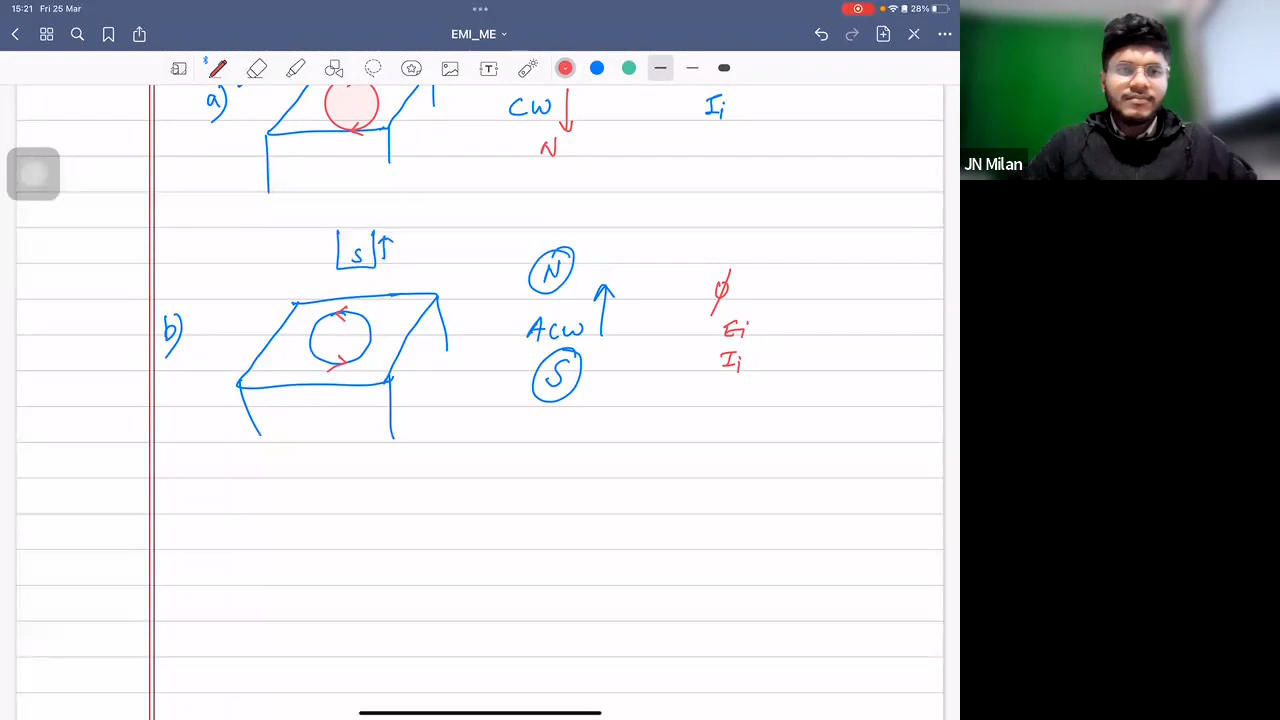 15:21 Fri 25 Mar
28%
EMI_ME
JN Milan
a)
CW
N
Ii
S
b)
N
ACW
S
ϕ
Ei
Ii